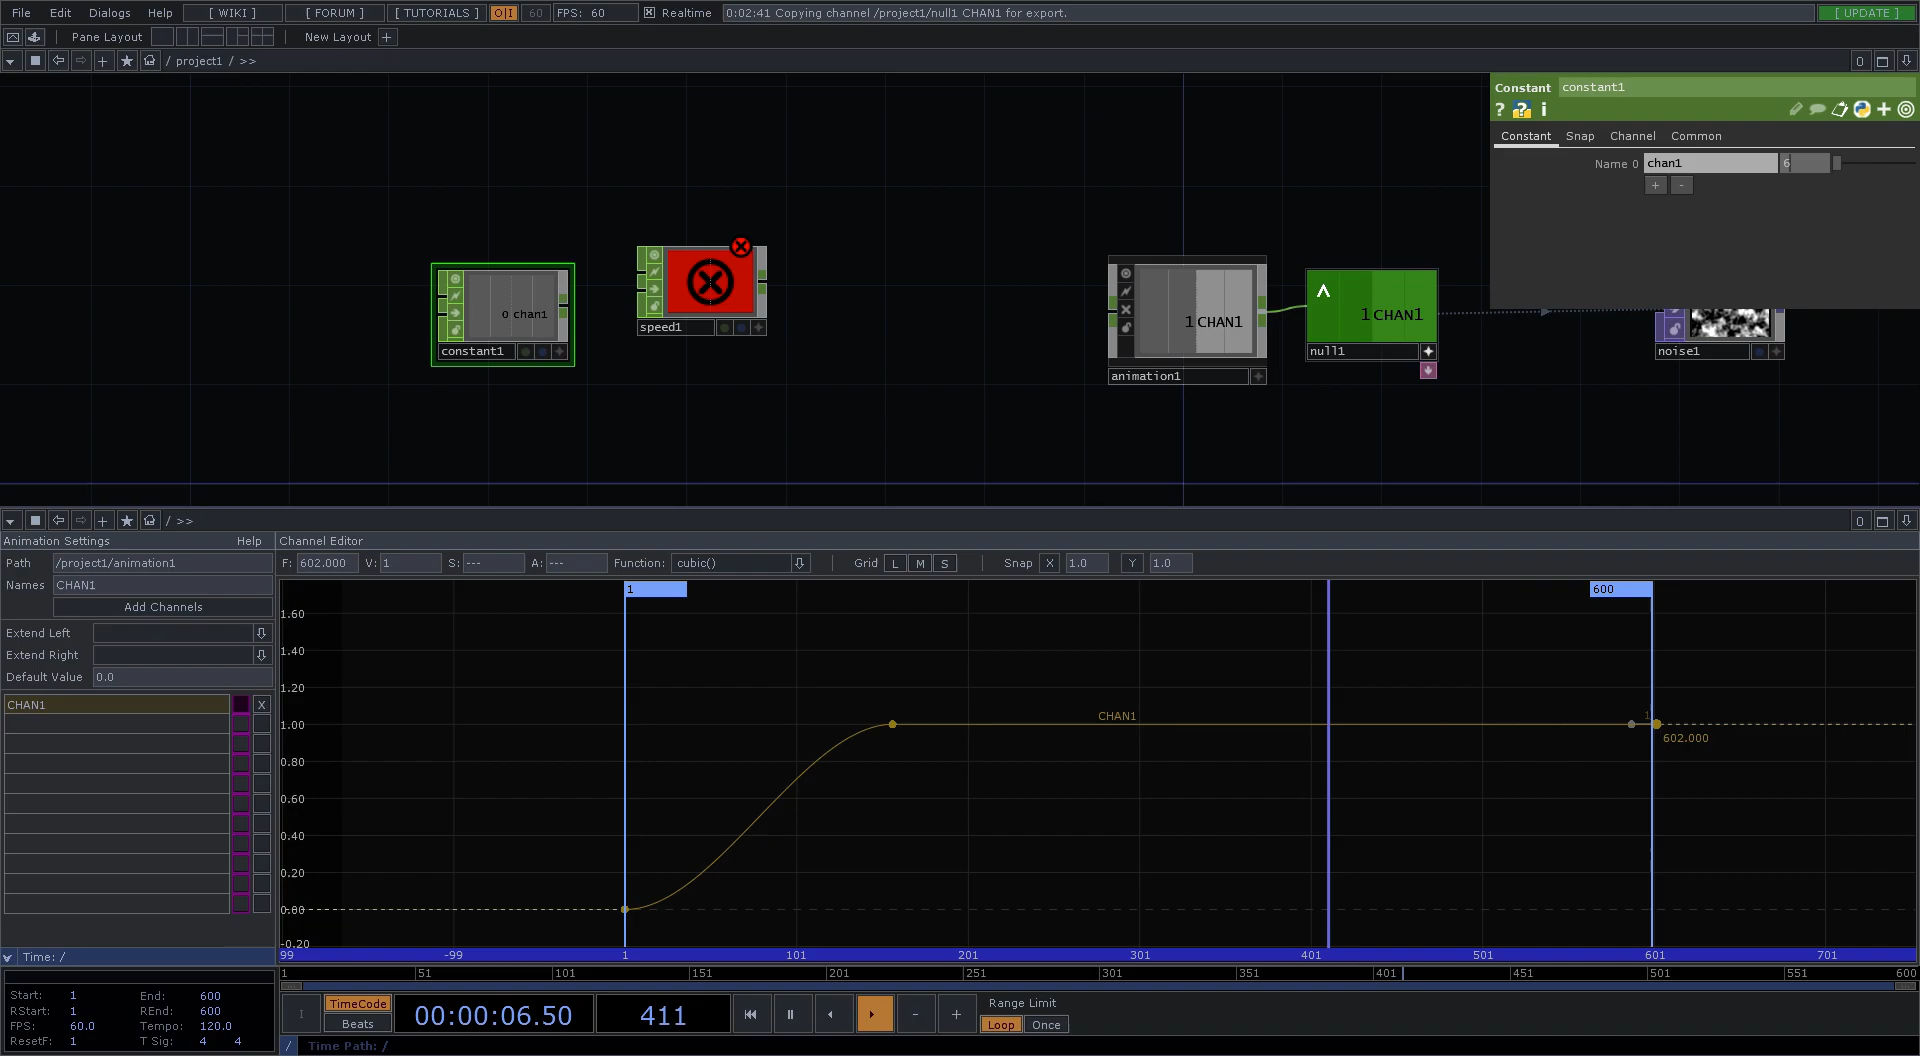 File Edit Dialogs Help [ WIKI ] [ FORUM ] [ TUTORIALS ] O|I 60 FPS: 60 Realtime 0:02:41 Copying channel /project1/null1 CHAN1 for export. [ UPDATE ]
Pane Layout New Layout +
/ project1 / >> 0
Constant constant1
? ? i
Constant Snap Channel Common
Name 0 chan1 6
+ -
0 chan1
constant1
speed1
1 CHAN1
animation1
1 CHAN1
null1
noise1
/ >> 0
Animation Settings Help Channel Editor
Path /project1/animation1 F: 602.000 V: 1 S: --- A: --- Function: cubic() Grid L M S Snap X 1.0 Y 1.0
Names CHAN1
Add Channels
Extend Left
Extend Right
Default Value 0.0
CHAN1 X
1 600
1.60
1.40
1.20
1.00 CHAN1 1
602.000
0.80
0.60
0.40
0.20
0.00
-0.20
99 -99 1 101 201 301 401 501 601 701
Time: /
1 51 101 151 201 251 301 351 401 451 501 551 600
Start: 1 End: 600
RStart: 1 REnd: 600
FPS: 60.0 Tempo: 120.0
ResetF: 1 T Sig: 4 4
I TimeCode Beats 00:00:06.50 411 - + Range Limit
Loop Once
/ Time Path: /